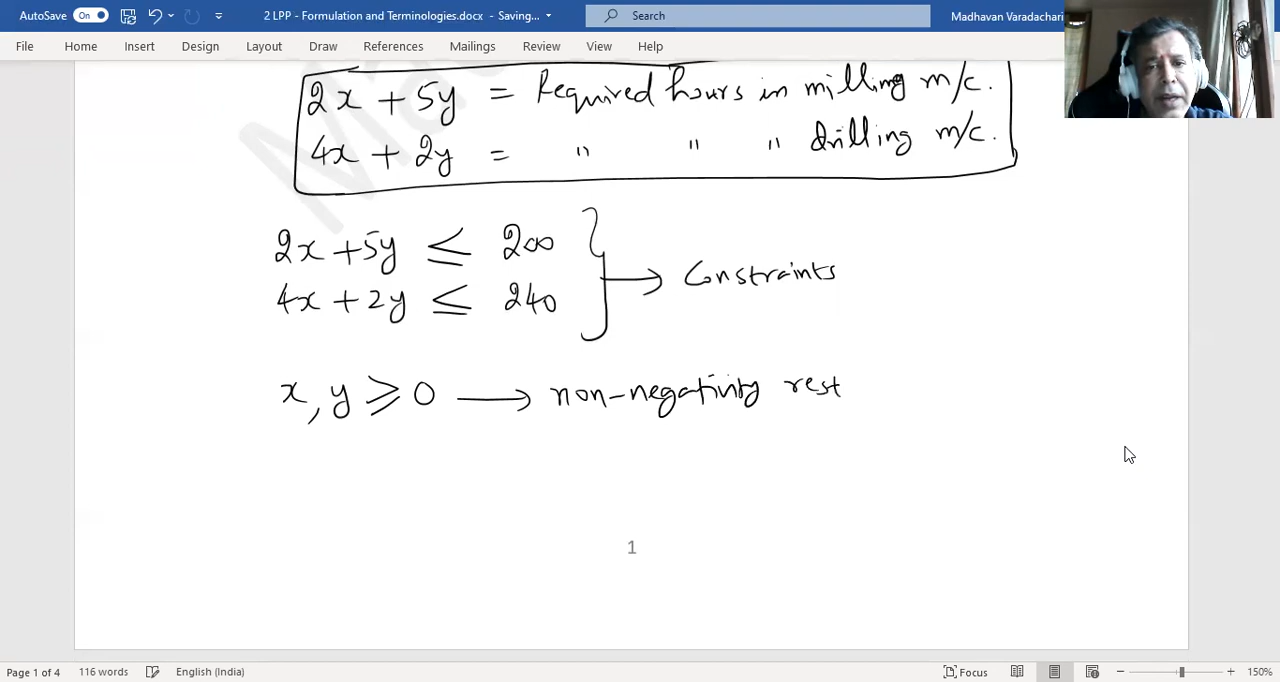 AutoSave On 2 LPP - Formulation and Terminologies.docx - Saving... Search Madhavan Varadachari
File Home Insert Design Layout Draw References Mailings Review View Help
2x + 5y = Required hours in milling m/c.
4x + 2y = " " " drilling m/c.
2x + 5y ≤ 200
4x + 2y ≤ 240
→ Constraints
x, y ≥ 0 → non-negativity rest
1
Page 1 of 4 116 words English (India) Focus 150%